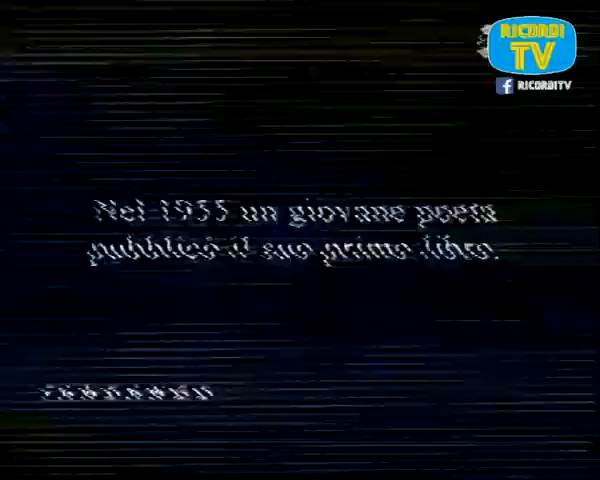 RICORDI
TV
RICORDITV
Nel 1955 un giovane poeta
pubblicò il suo primo libro.